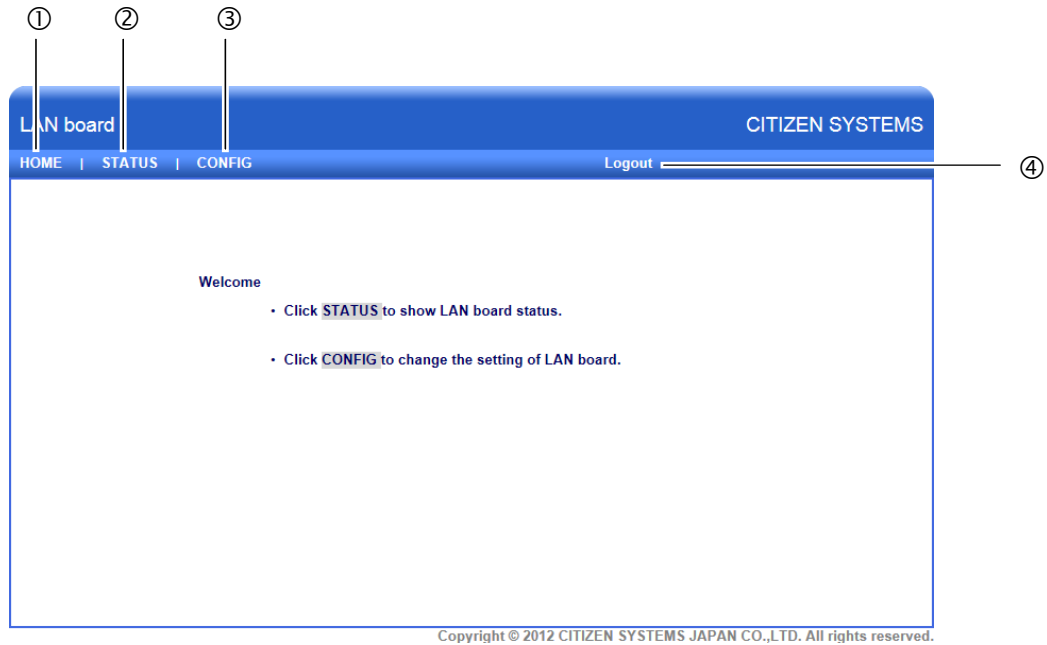 ① ② ③
LAN board CITIZEN SYSTEMS
HOME | STATUS | CONFIG Logout ④
Welcome
• Click STATUS to show LAN board status.
• Click CONFIG to change the setting of LAN board.
Copyright © 2012 CITIZEN SYSTEMS JAPAN CO.,LTD. All rights reserved.